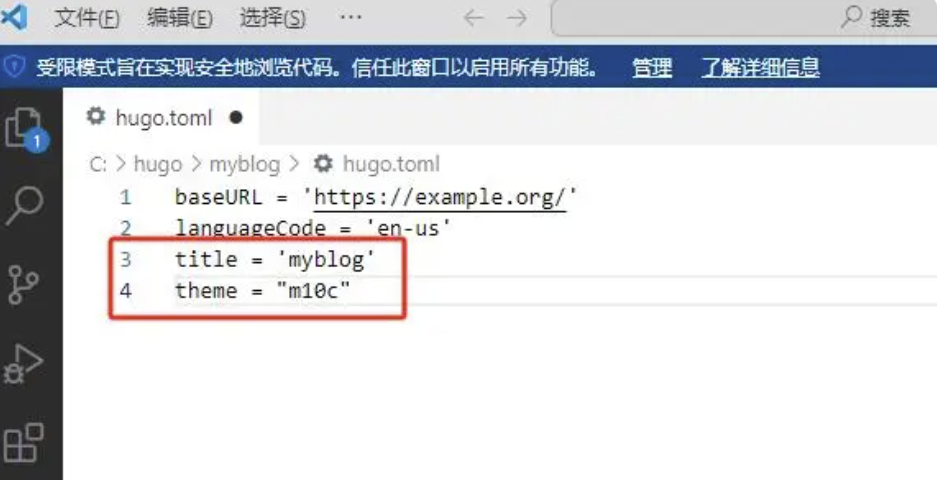 文件(F) 编辑(E) 选择(S) ··· 搜索
受限模式旨在实现安全地浏览代码。信任此窗口以启用所有功能。 管理 了解详细信息
hugo.toml
1
C: > hugo > myblog > hugo.toml
1 baseURL = 'https://example.org/'
2 languageCode = 'en-us'
3 title = 'myblog'
4 theme = "m10c"